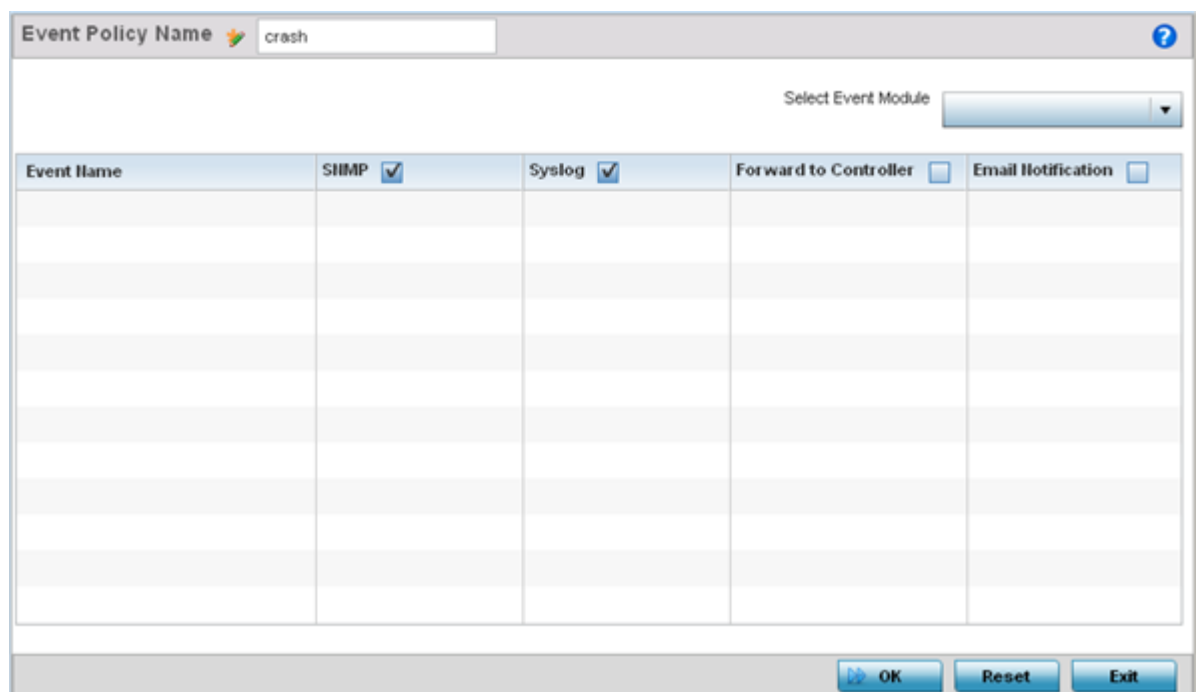 Event Policy Name crash ?
Select Event Module
Event Name SNMP Syslog Forward to Controller Email Notification
OK Reset Exit